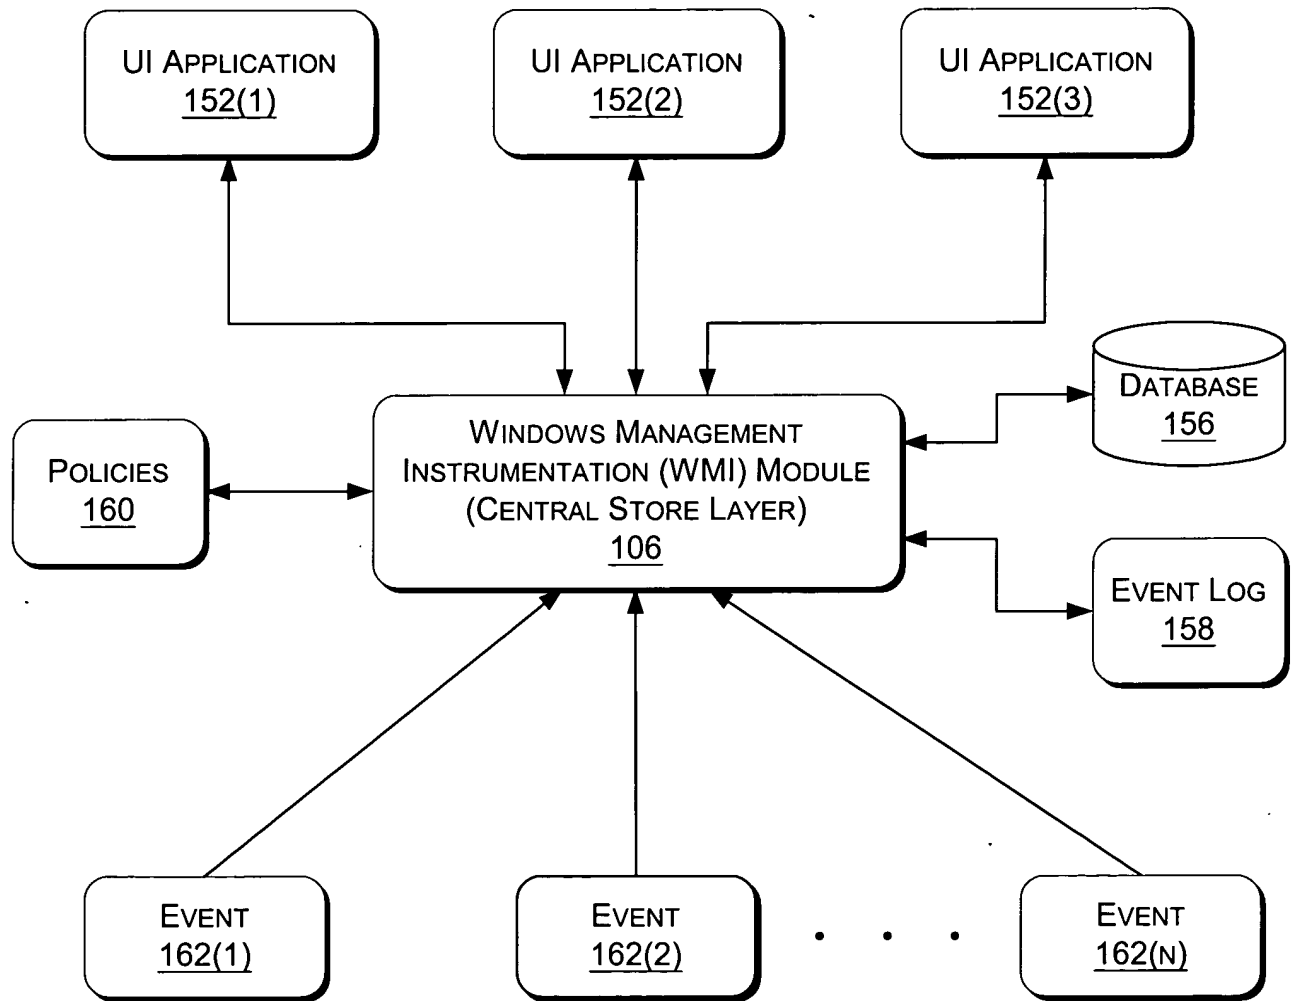 UI APPLICATION
152(1)
UI APPLICATION
152(2)
UI APPLICATION
152(3)
DATABASE
156
POLICIES
160
WINDOWS MANAGEMENT
INSTRUMENTATION (WMI) MODULE
(CENTRAL STORE LAYER)
106
EVENT LOG
158
EVENT
162(1)
EVENT
162(2)
. . .
EVENT
162(N)